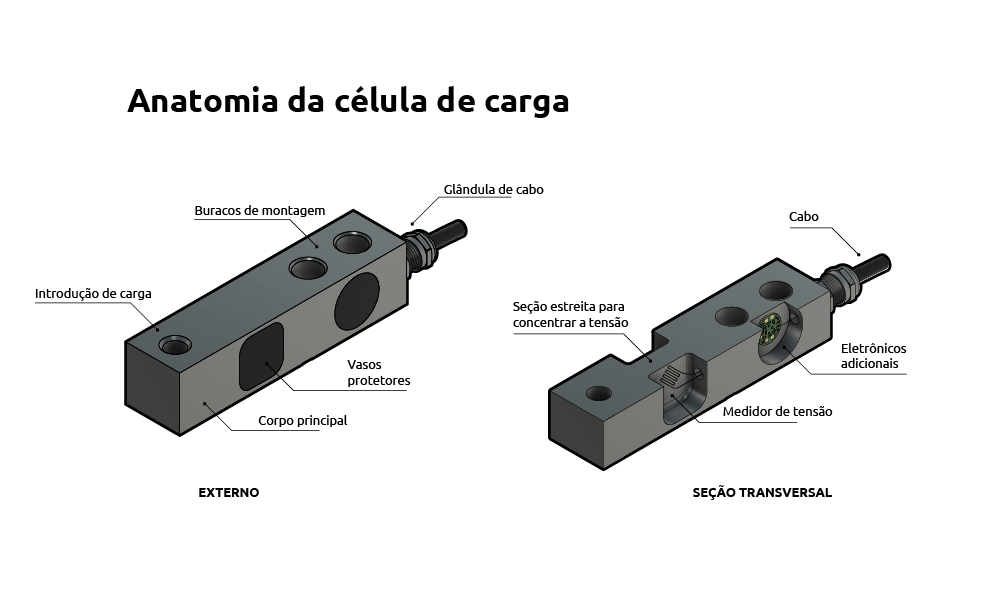 Anatomia da célula de carga
Glândula de cabo
Buracos de montagem
Introdução de carga
Vasos
protetores
Corpo principal
EXTERNO
Cabo
Seção estreita para
concentrar a tensão
Eletrônicos
adicionais
Medidor de tensão
SEÇÃO TRANSVERSAL